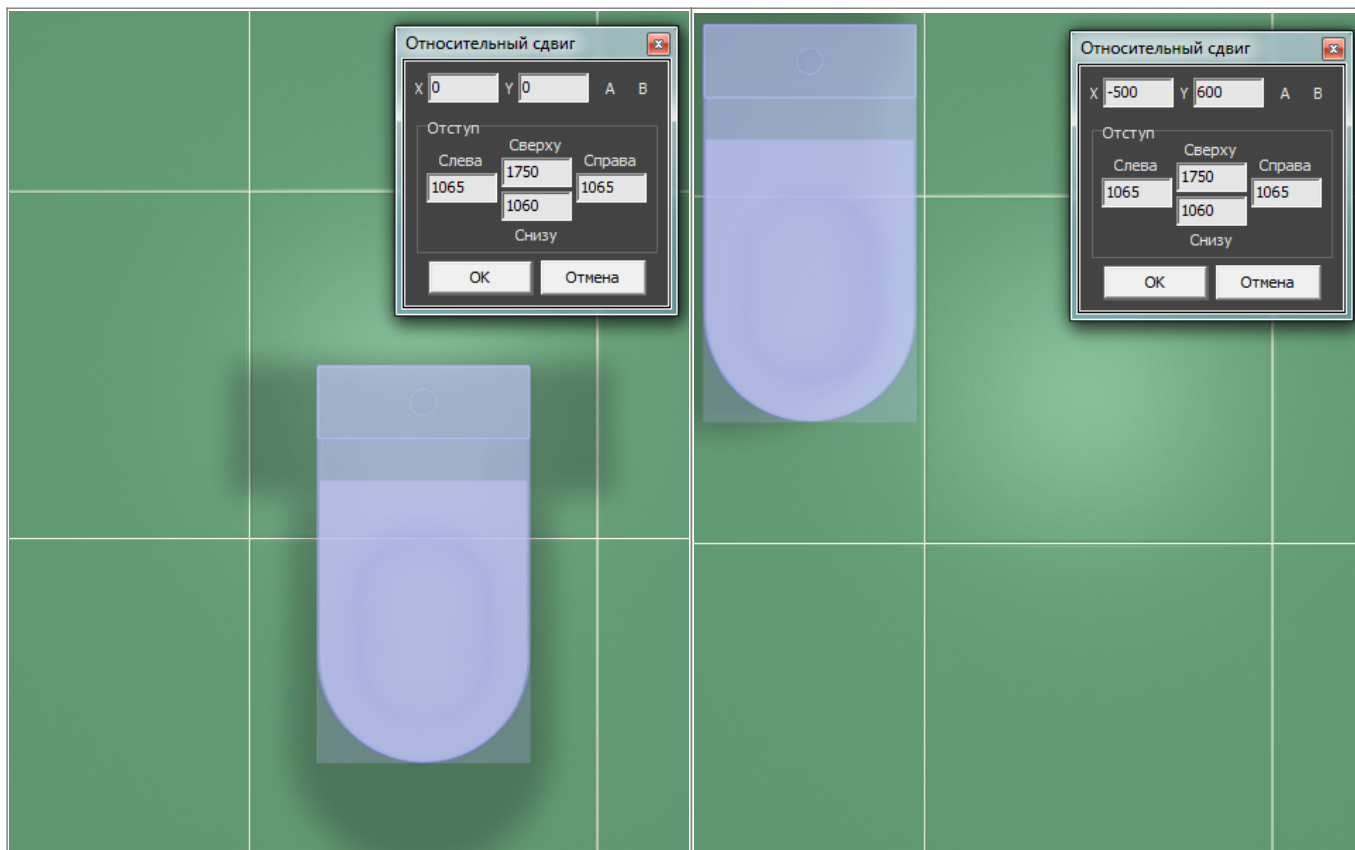 Относительный сдвиг
X 0 Y 0 A B
Отступ
Сверху
Слева 1750 Справа
1065 1060 1065
Снизу
OK Отмена
Относительный сдвиг
X -500 Y 600 A B
Отступ
Сверху
Слева 1750 Справа
1065 1060 1065
Снизу
OK Отмена